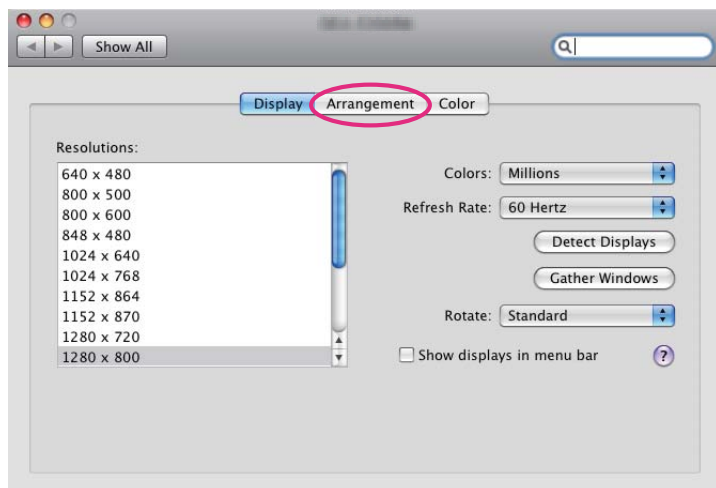 Show All
Display Arrangement Color
Resolutions:
640 x 480
800 x 500
800 x 600
848 x 480
1024 x 640
1024 x 768
1152 x 864
1152 x 870
1280 x 720
1280 x 800
Colors: Millions
Refresh Rate: 60 Hertz
Detect Displays
Gather Windows
Rotate: Standard
Show displays in menu bar ?